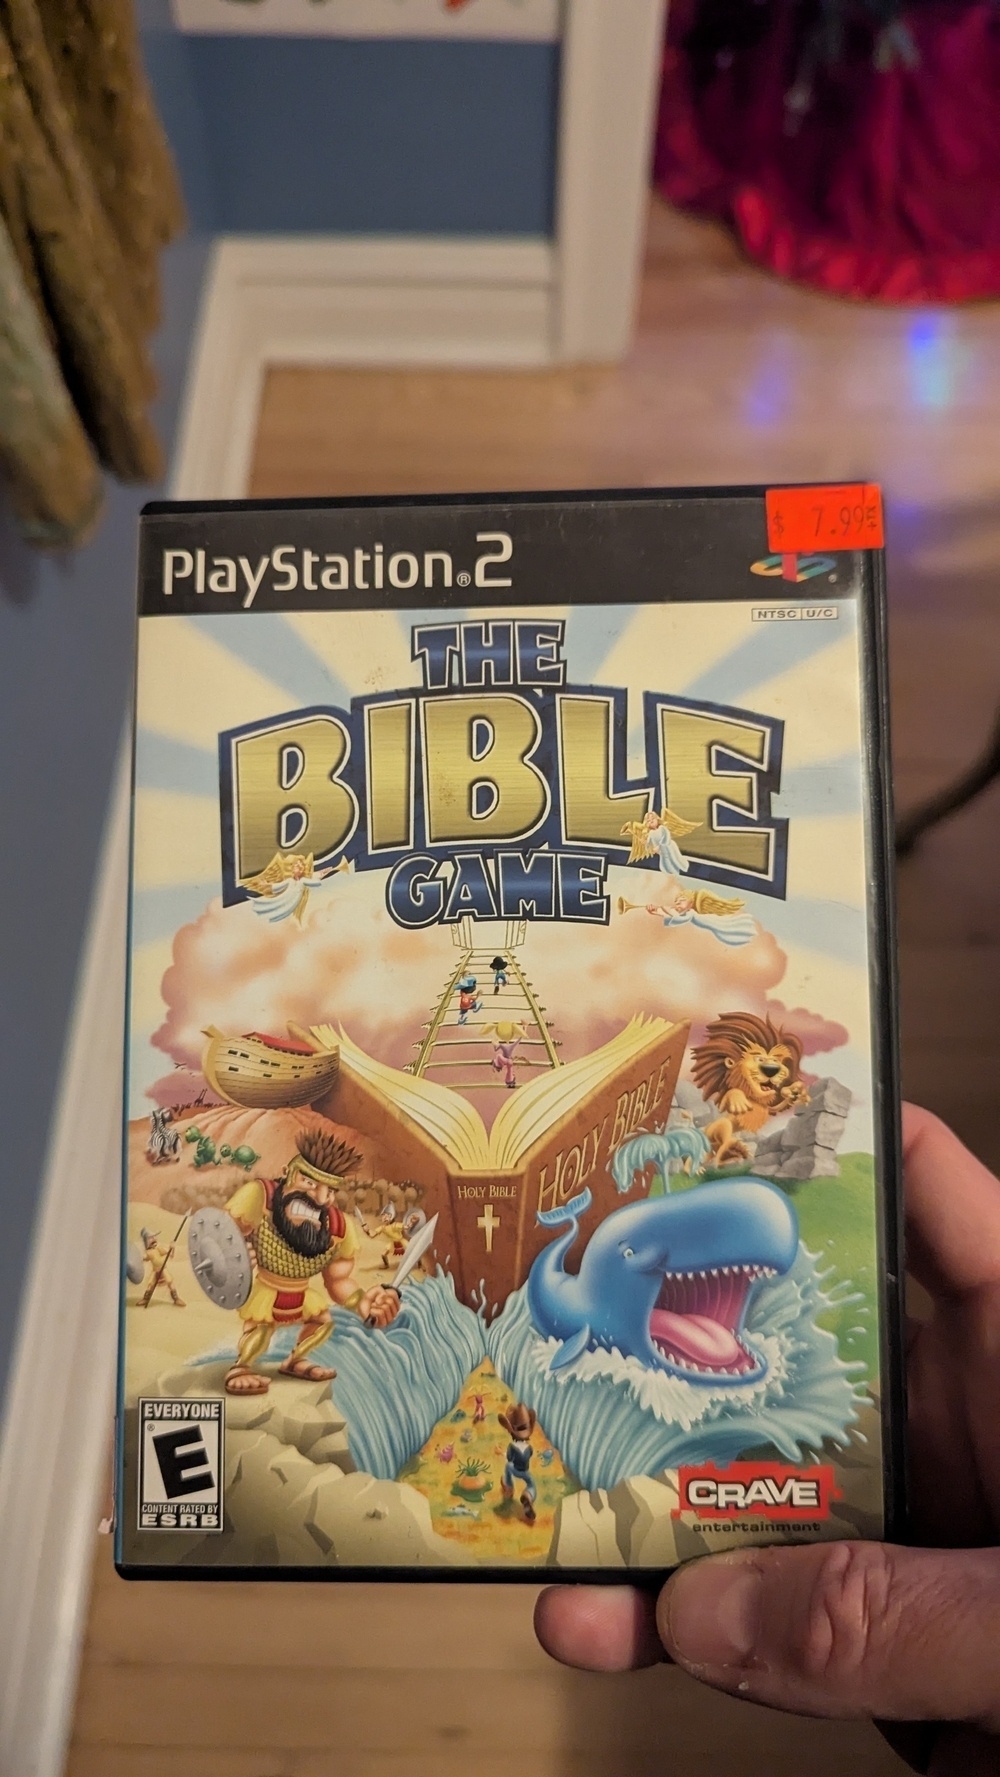 $ 7.99
PlayStation®2
NTSC U/C
THE
BIBLE
GAME
HOLY BIBLE
HOLY BIBLE
EVERYONE
E
®
CONTENT RATED BY
ESRB
CRAVE
entertainment